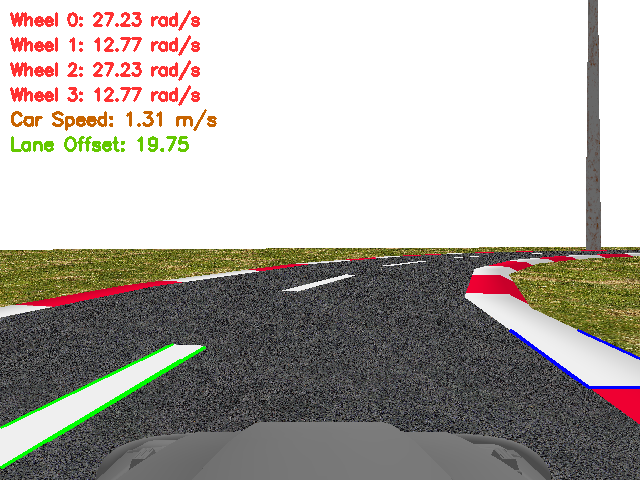 Wheel 0: 27.23 rad/s
Wheel 1: 12.77 rad/s
Wheel 2: 27.23 rad/s
Wheel 3: 12.77 rad/s
Car Speed: 1.31 m/s
Lane Offset: 19.75